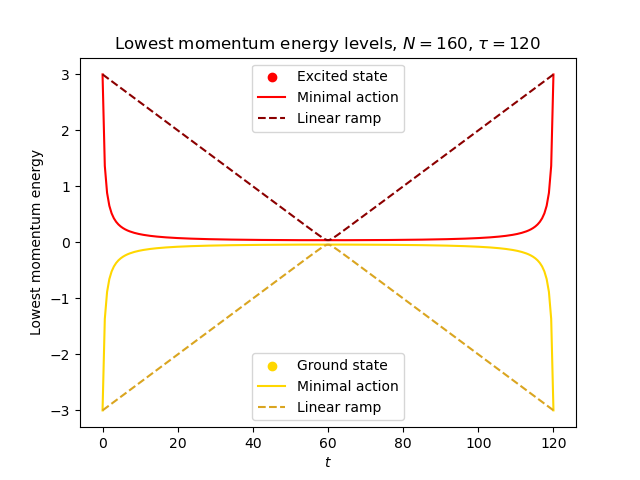 Lowest momentum energy levels, N = 160, τ = 120
Lowest momentum energy
3
2
1
0
−1
−2
−3
Excited state
Minimal action
Linear ramp
Ground state
Minimal action
Linear ramp
0 20 40 60 80 100 120
t